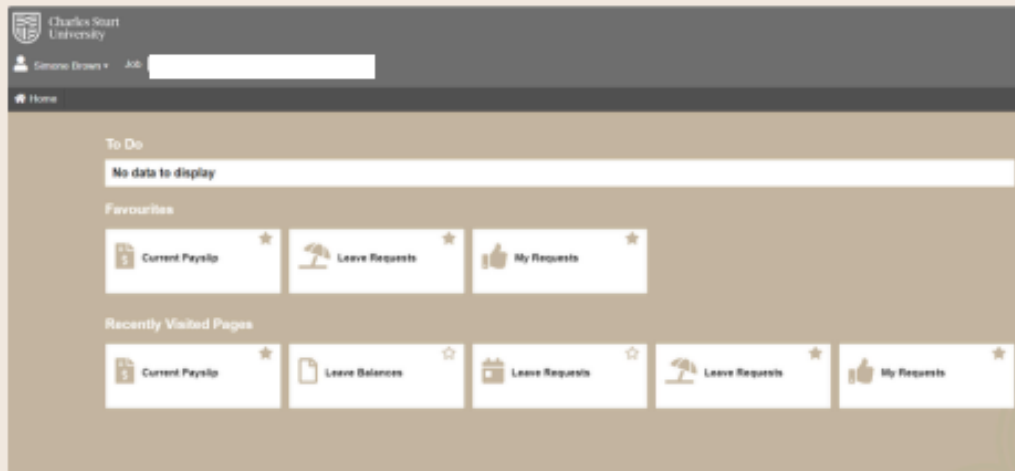 Charles Sturt
University
Simone Brown Job
Home
To Do
No data to display
Favourites
Current Payslip Leave Requests My Requests
Recently Visited Pages
Current Payslip Leave Balances Leave Requests Leave Requests My Requests